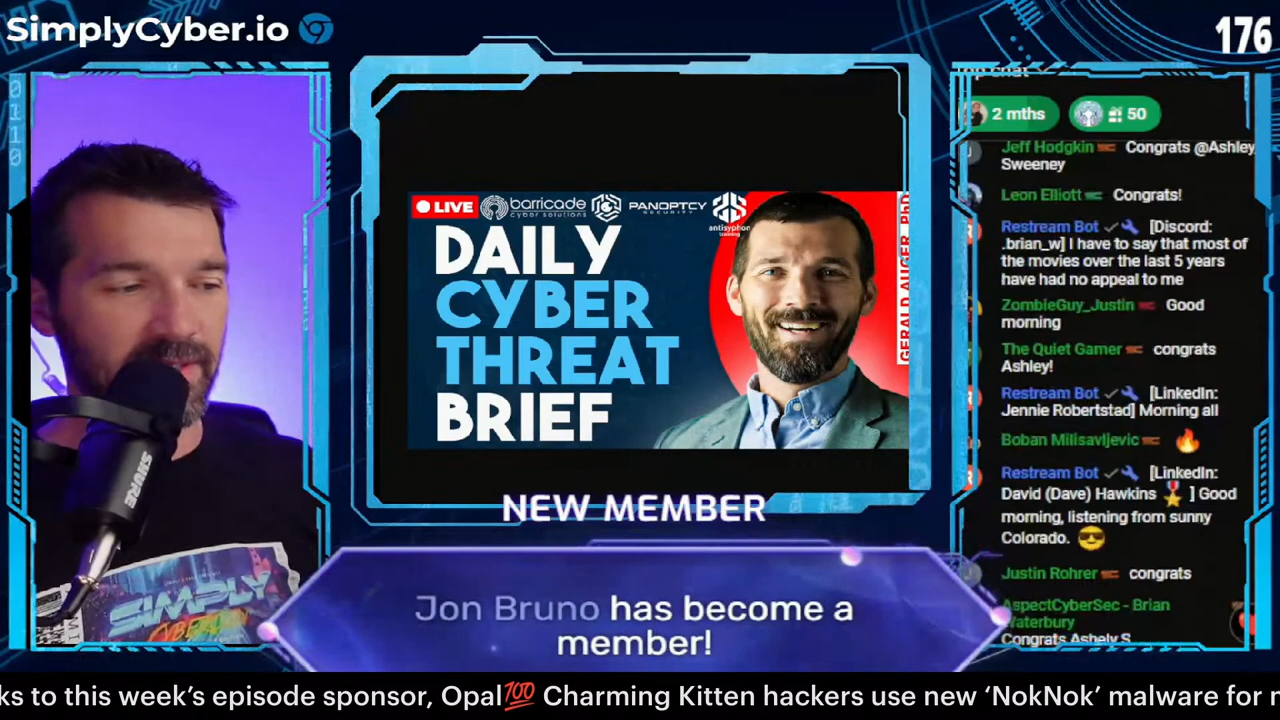 SimplyCyber.io
176
2 mths
50
Jeff Hodgkin Congrats @Ashley
Sweeney
Leon Elliott Congrats!
Restream Bot [Discord:
.brian_w] I have to say that most of
the movies over the last 5 years
have had no appeal to me
ZombieGuy_Justin Good
morning
The Quiet Gamer congrats
Ashley!
Restream Bot [LinkedIn:
Jennie Robertstad] Morning all
Boban Milisavljevic 🔥
Restream Bot [LinkedIn:
David (Dave) Hawkins 🎖️ ] Good
morning, listening from sunny
Colorado. 😎
Justin Rohrer congrats
AspectCyberSec - Brian
Waterbury
Congrats Ashely S
LIVE
barricade
cyber solutions
PANOPTCY
SECURITY
antisyphon
training
DAILY
CYBER
THREAT
BRIEF
GERALD AUGER, PhD
SHURE
SIMPLY
NEW MEMBER
Jon Bruno has become a
member!
ks to this week's episode sponsor, Opal💯 Charming Kitten hackers use new ‘NokNok’ malware for